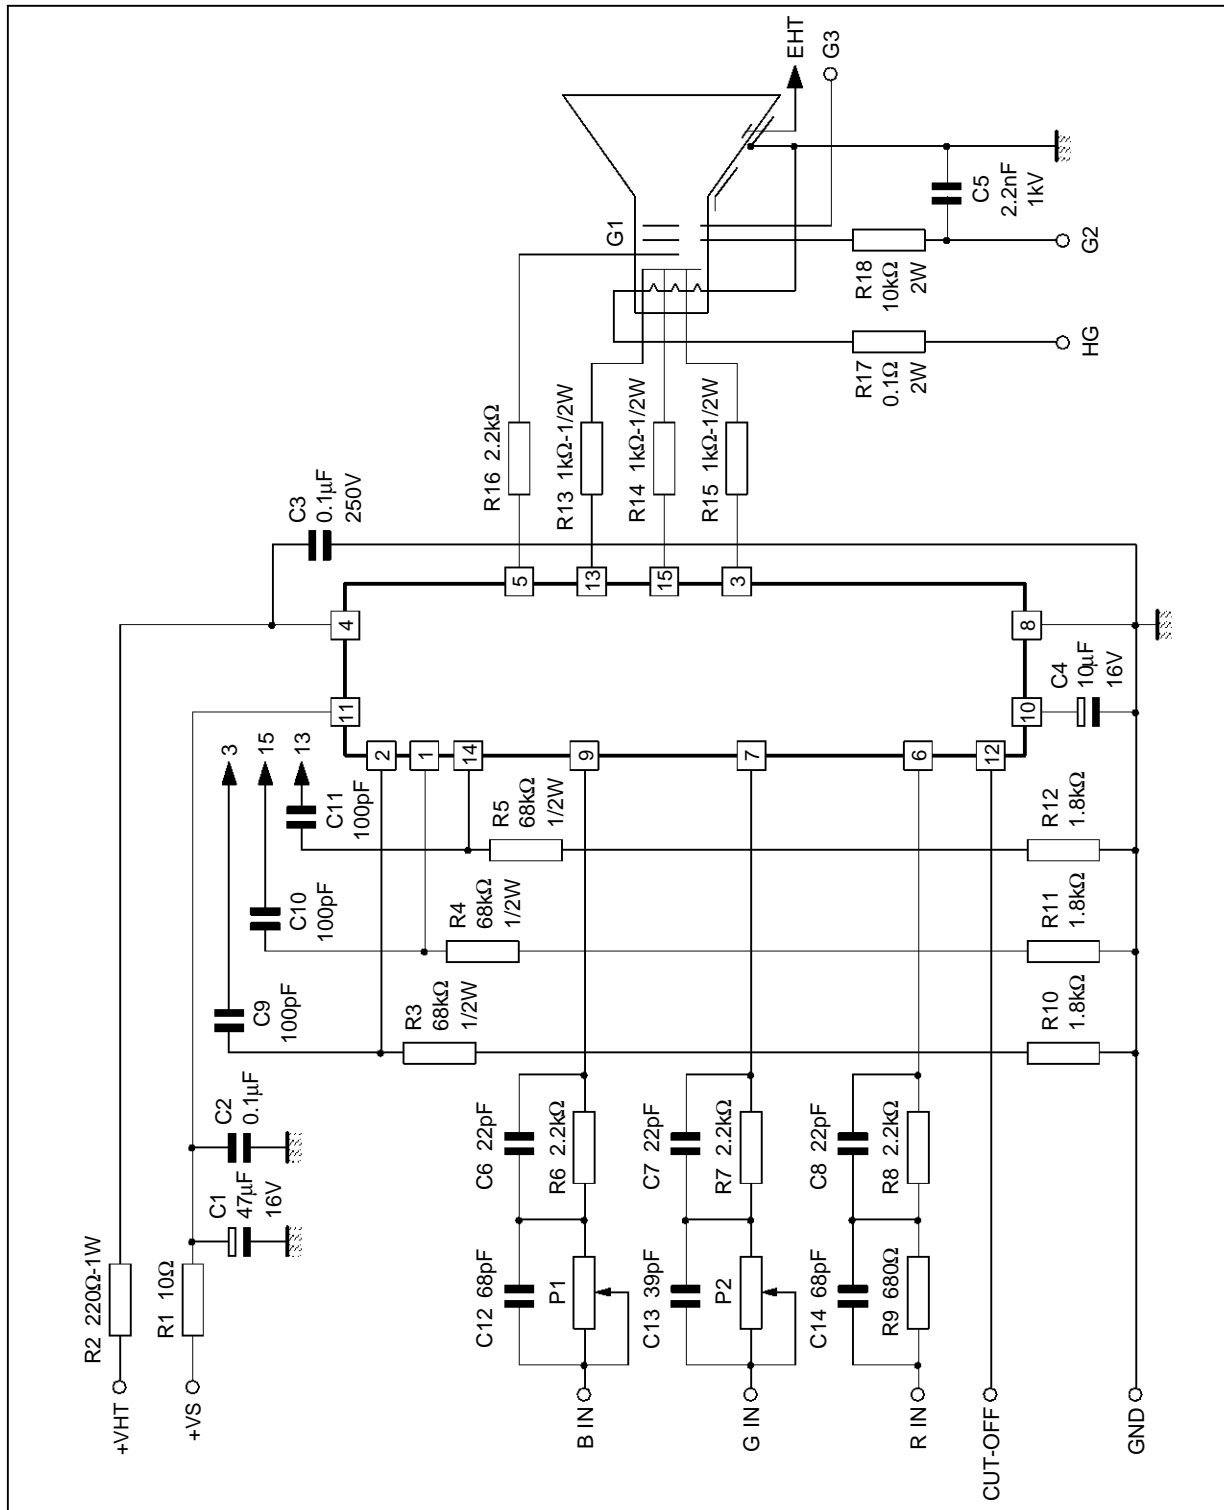 +VHT
R2 220Ω-1W
+VS
R1 10Ω
C1
47µF
16V
C2
0.1µF
C9
100pF
C10
100pF
C11
100pF
3
15
13
C3
0.1µF
250V
4
11
2
1
14
9
7
6
12
10
8
5
13
15
3
R3
68kΩ
1/2W
R4
68kΩ
1/2W
R5
68kΩ
1/2W
R16 2.2kΩ
R13 1kΩ-1/2W
R14 1kΩ-1/2W
R15 1kΩ-1/2W
G1
EHT
G3
C5
2.2nF
1kV
R18
10kΩ
2W
G2
R17
0.1Ω
2W
HG
B IN
C12 68pF
P1
C6 22pF
R6 2.2kΩ
G IN
C13 39pF
P2
C7 22pF
R7 2.2kΩ
R IN
C14 68pF
R9 680Ω
C8 22pF
R8 2.2kΩ
CUT-OFF
R10
1.8kΩ
R11
1.8kΩ
R12
1.8kΩ
C4
10µF
16V
GND